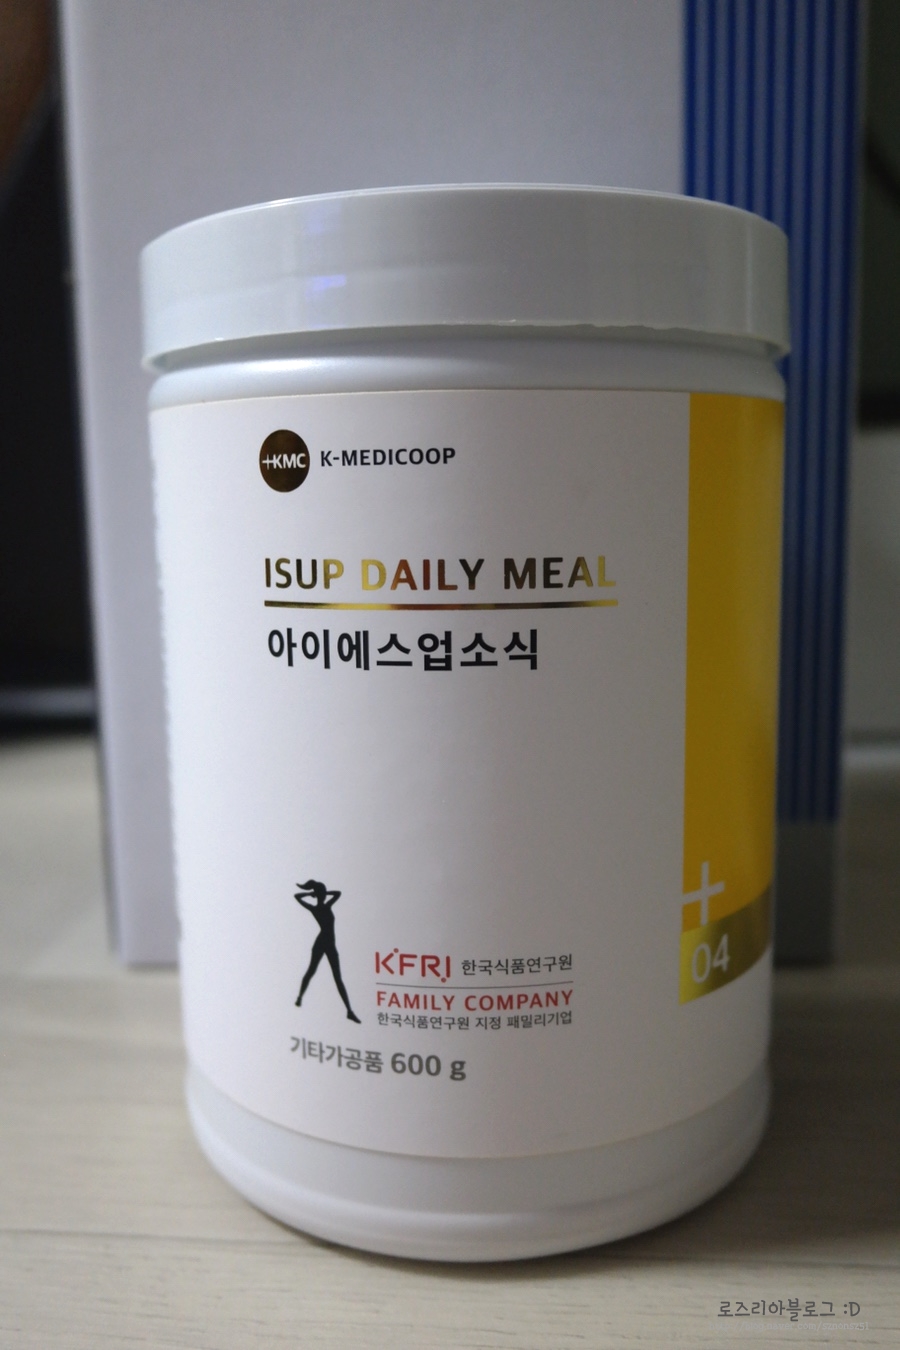 +KMC K-MEDICOOP
ISUP DAILY MEAL
아이에스업소식
+
04
KFRI 한국식품연구원
FAMILY COMPANY
한국식품연구원 지정 패밀리기업
기타가공품 600 g
로즈리아블로그 :D